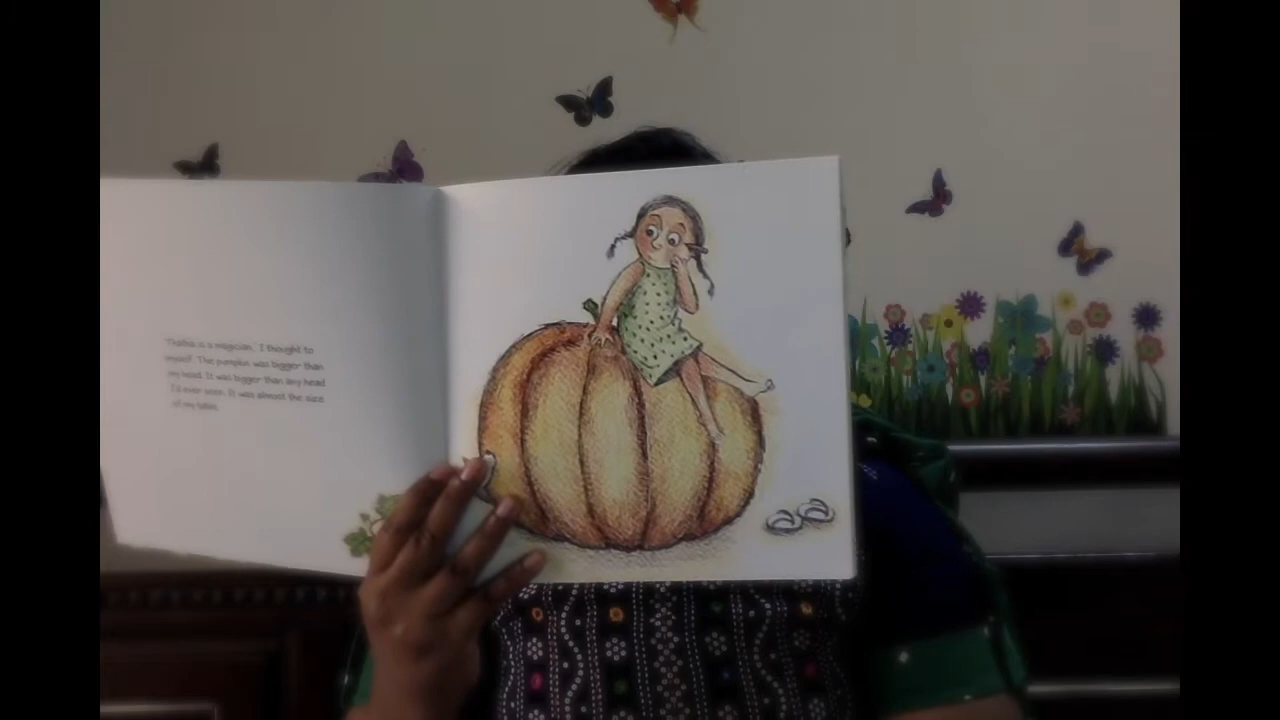 "Thatha is a magician," I thought to
myself. The pumpkin was bigger than
my head. It was bigger than any head
I'd ever seen. It was almost the size
of my table.